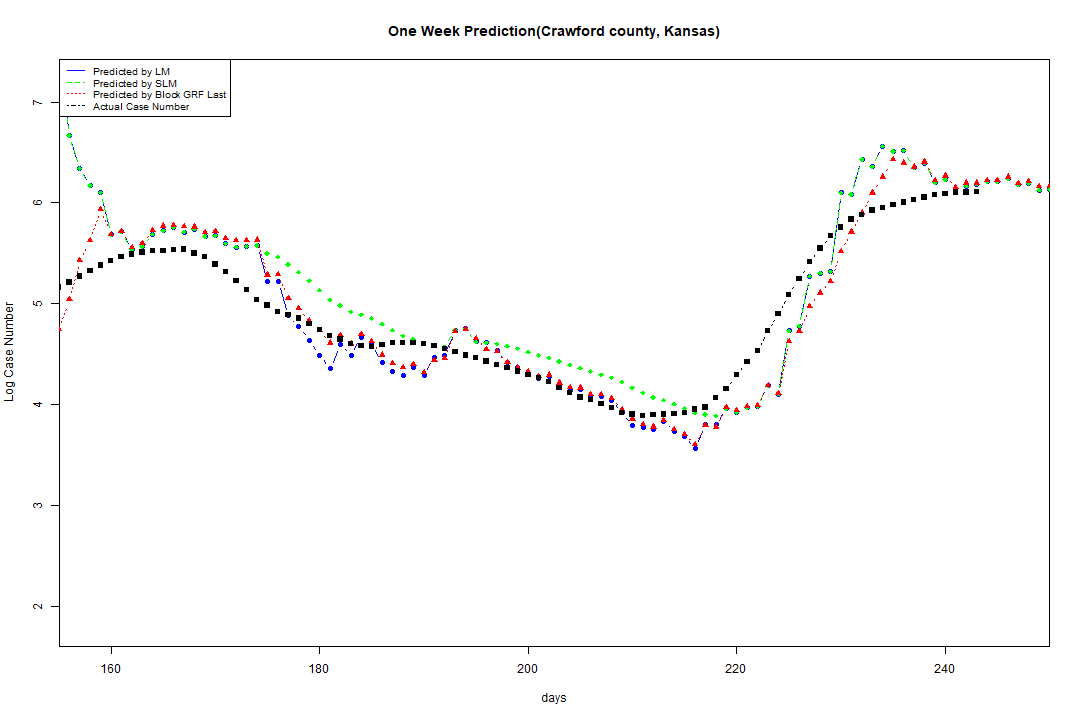 One Week Prediction(Crawford county, Kansas)
Predicted by LM
Predicted by SLM
Predicted by Block GRF Last
Actual Case Number
7
6
5
4
3
2
Log Case Number
160 180 200 220 240
days